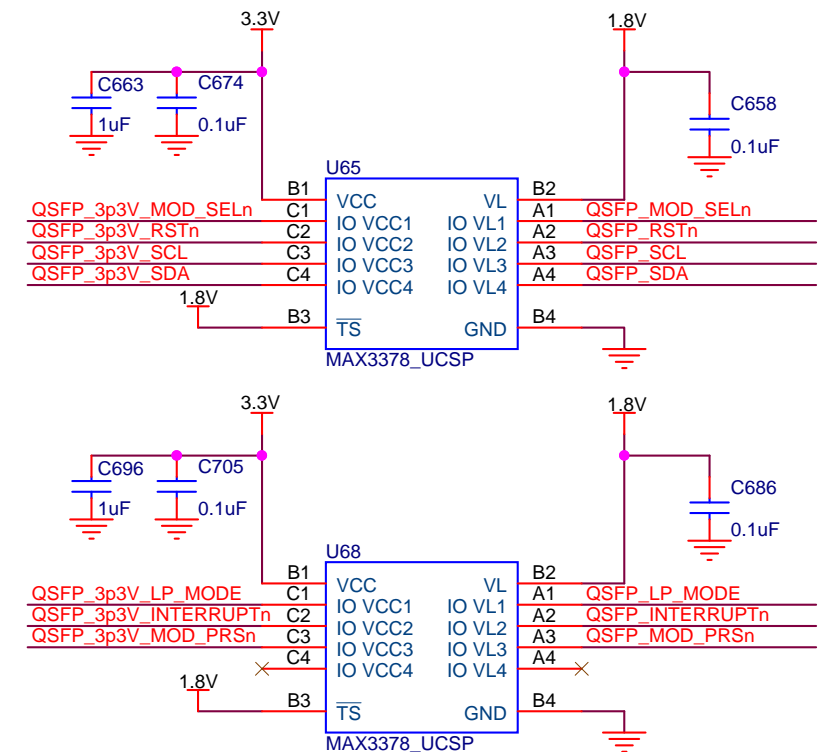 3.3V 1.8V
C663 C674 C658
1uF 0.1uF 0.1uF
U65
B1 VCC VL B2
QSFP_3p3V_MOD_SELn C1 IO VCC1 IO VL1 A1 QSFP_MOD_SELn
QSFP_3p3V_RSTn C2 IO VCC2 IO VL2 A2 QSFP_RSTn
QSFP_3p3V_SCL C3 IO VCC3 IO VL3 A3 QSFP_SCL
QSFP_3p3V_SDA C4 IO VCC4 IO VL4 A4 QSFP_SDA
1.8V
B3 TS GND B4
MAX3378_UCSP
3.3V 1.8V
C696 C705 C686
1uF 0.1uF 0.1uF
U68
B1 VCC VL B2
QSFP_3p3V_LP_MODE C1 IO VCC1 IO VL1 A1 QSFP_LP_MODE
QSFP_3p3V_INTERRUPTn C2 IO VCC2 IO VL2 A2 QSFP_INTERRUPTn
QSFP_3p3V_MOD_PRSn C3 IO VCC3 IO VL3 A3 QSFP_MOD_PRSn
C4 IO VCC4 IO VL4 A4
1.8V
B3 TS GND B4
MAX3378_UCSP